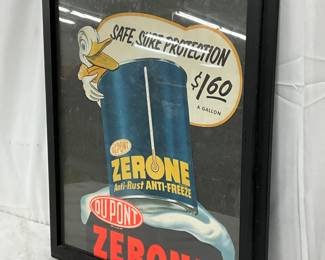 SAFE, SURE PROTECTION
$1.60
A GALLON
DU PONT
ZERONE
Anti-Rust ANTI-FREEZE
DU PONT
ZERONE